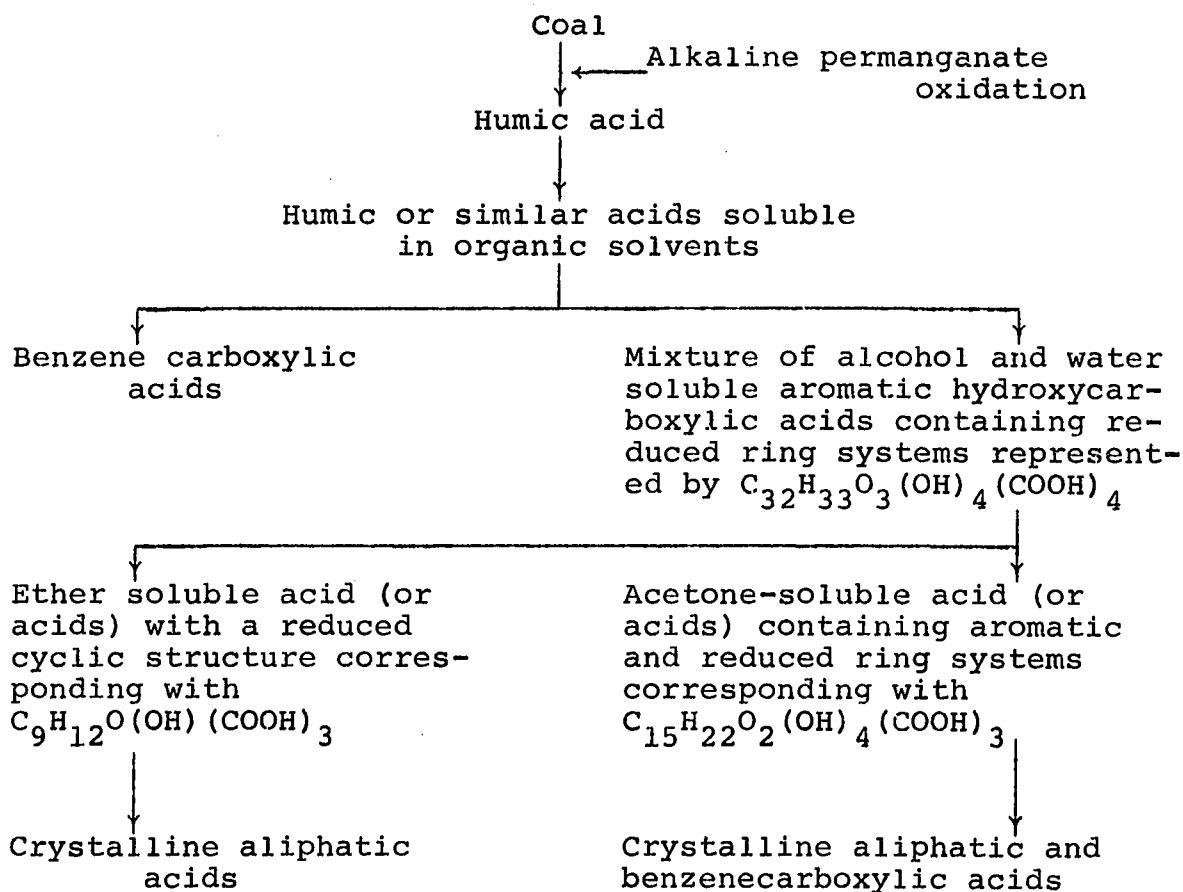 Coal
Alkaline permanganate
oxidation
Humic acid
Humic or similar acids soluble
in organic solvents
Benzene carboxylic
acids
Mixture of alcohol and water
soluble aromatic hydroxycar-
boxylic acids containing re-
duced ring systems represent-
ed by C32H33O3(OH)4(COOH)4
Ether soluble acid (or
acids) with a reduced
cyclic structure corres-
ponding with
C9H12O(OH)(COOH)3
Acetone-soluble acid (or
acids) containing aromatic
and reduced ring systems
corresponding with
C15H22O2(OH)4(COOH)3
Crystalline aliphatic
acids
Crystalline aliphatic and
benzenecarboxylic acids